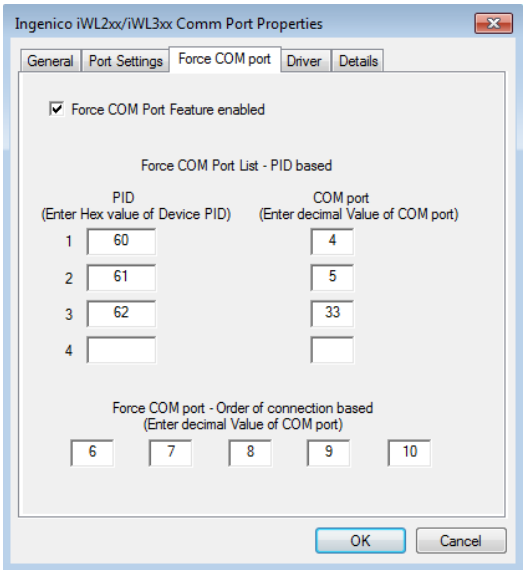 Ingenico iWL2xx/iWL3xx Comm Port Properties
General Port Settings Force COM port Driver Details
Force COM Port Feature enabled
Force COM Port List - PID based
PID COM port
(Enter Hex value of Device PID) (Enter decimal Value of COM port)
1 60 4
2 61 5
3 62 33
4
Force COM port - Order of connection based
(Enter decimal Value of COM port)
6 7 8 9 10
OK Cancel